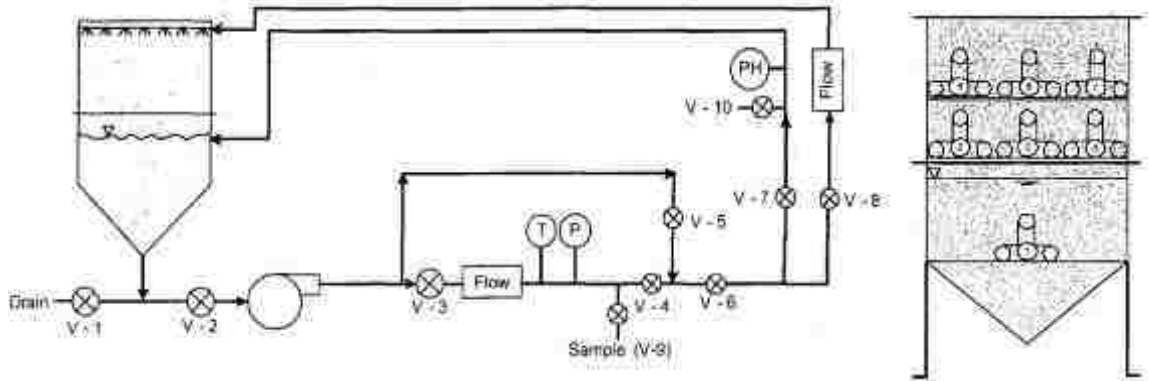 PH
Flow
V - 10
V - 7
V - 8
V - 5
T
P
Flow
Drain
V - 1
V - 2
V - 3
V - 4
V - 6
Sample (V-9)